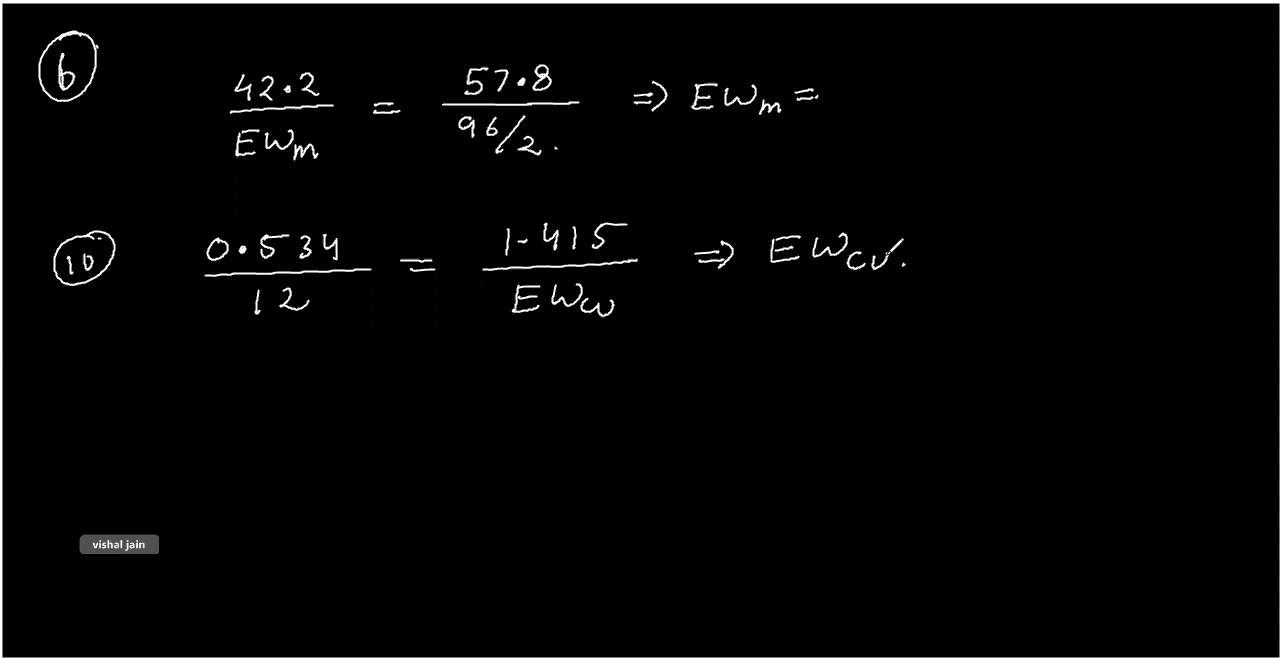 6
42.2 / EWm = 57.8 / 96/2. ⇒ EWm =
10
0.534 / 12 = 1.415 / EWcu ⇒ EWcu.
vishal jain